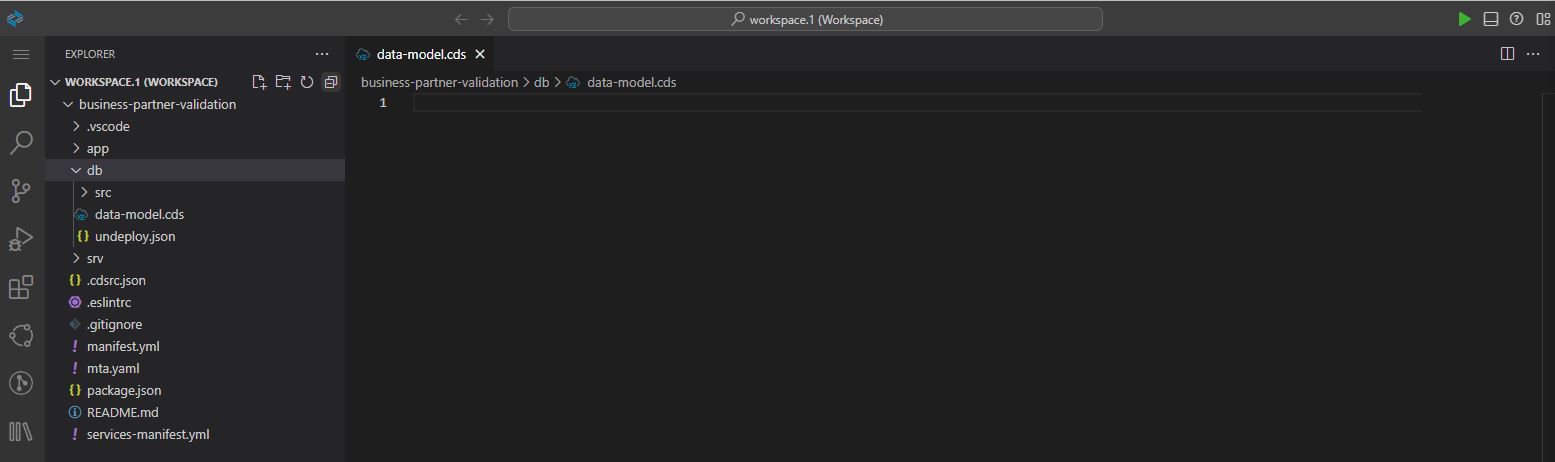 workspace.1 (Workspace)
EXPLORER
data-model.cds
WORKSPACE.1 (WORKSPACE)
business-partner-validation > db > data-model.cds
1
business-partner-validation
.vscode
app
db
src
data-model.cds
{} undeploy.json
srv
{} .cdsrc.json
.eslintrc
.gitignore
! manifest.yml
! mta.yaml
{} package.json
README.md
! services-manifest.yml